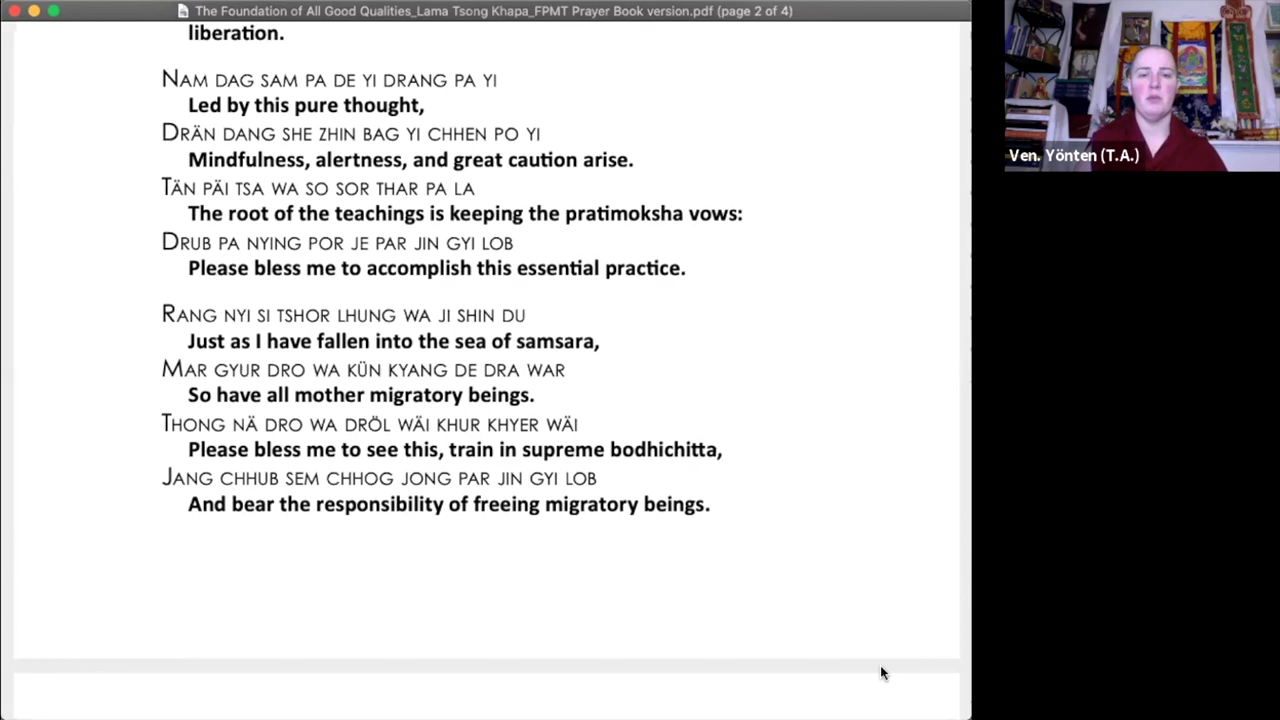 The Foundation of All Good Qualities_Lama Tsong Khapa_FPMT Prayer Book version.pdf (page 2 of 4)
liberation.
NAM DAG SAM PA DE YI DRANG PA YI
Led by this pure thought,
DRÄN DANG SHE ZHIN BAG YI CHHEN PO YI
Mindfulness, alertness, and great caution arise.
TÄN PÄI TSA WA SO SOR THAR PA LA
The root of the teachings is keeping the pratimoksha vows:
DRUB PA NYING POR JE PAR JIN GYI LOB
Please bless me to accomplish this essential practice.
RANG NYI SI TSHOR LHUNG WA JI SHIN DU
Just as I have fallen into the sea of samsara,
MAR GYUR DRO WA KÜN KYANG DE DRA WAR
So have all mother migratory beings.
THONG NÄ DRO WA DRÖL WÄI KHUR KHYER WÄI
Please bless me to see this, train in supreme bodhichitta,
JANG CHHUB SEM CHHOG JONG PAR JIN GYI LOB
And bear the responsibility of freeing migratory beings.
Ven. Yönten (T.A.)